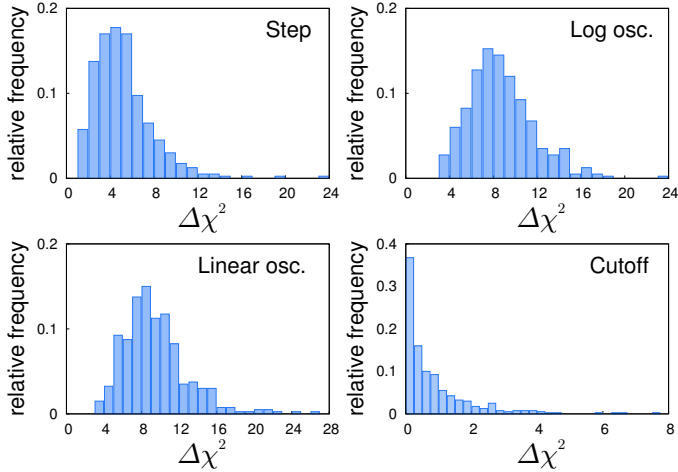 Step
relative frequency
0.2
0.1
0
0 4 8 12 16 20 24
Δχ²
Log osc.
relative frequency
0.2
0.1
0
0 4 8 12 16 20 24
Δχ²
Linear osc.
relative frequency
0.2
0.1
0
0 4 8 12 16 20 24 28
Δχ²
Cutoff
relative frequency
0.4
0.3
0.2
0.1
0
0 2 4 6 8
Δχ²